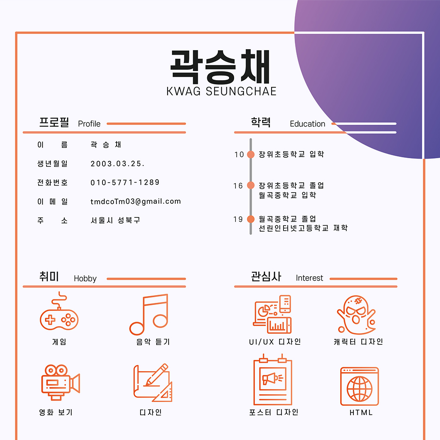 곽승채
KWAG SEUNGCHAE
프로필 Profile
이 름 곽 승 채
생년월일 2003.03.25.
전화번호 010-5771-1289
이 메 일 tmdcoTm03@gmail.com
주 소 서울시 성북구
학력 Education
10 장위초등학교 입학
16 장위초등학교 졸업
월곡중학교 입학
19 월곡중학교 졸업
선린인터넷고등학교 재학
취미 Hobby
게임
음악 듣기
영화 보기
디자인
관심사 Interest
UI/UX 디자인
캐릭터 디자인
포스터 디자인
HTML